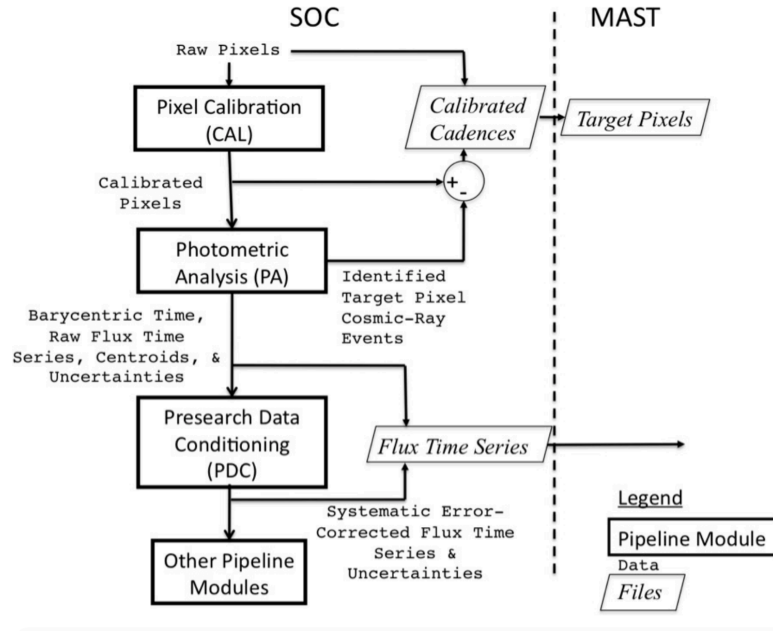 SOC
MAST
Raw Pixels
Pixel Calibration
(CAL)
Calibrated
Cadences
Target Pixels
+
-
Calibrated
Pixels
Photometric
Analysis (PA)
Identified
Target Pixel
Cosmic-Ray
Events
Barycentric Time,
Raw Flux Time
Series, Centroids, &
Uncertainties
Presearch Data
Conditioning
(PDC)
Flux Time Series
Systematic Error-
Corrected Flux Time
Series &
Uncertainties
Other Pipeline
Modules
Legend
Pipeline Module
Data
Files